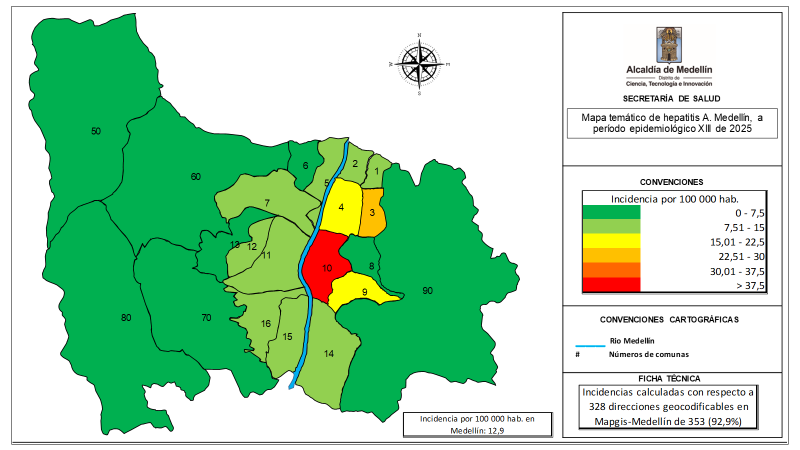 50
60
6
5
2
1
7
4
3
13
12
11
10
8
9
90
80
70
16
15
14
N
W
E
S
Incidencia por 100 000 hab. en
Medellín: 12,9
Alcaldía de Medellín
Distrito de
Ciencia, Tecnología e Innovación
SECRETARÍA DE SALUD
Mapa temático de hepatitis A. Medellín, a
período epidemiológico XIII de 2025
CONVENCIONES
Incidencia por 100 000 hab.
0 - 7,5
7,51 - 15
15,01 - 22,5
22,51 - 30
30,01 - 37,5
> 37,5
CONVENCIONES CARTOGRÁFICAS
Rio Medellín
# Números de comunas
FICHA TÉCNICA
Incidencias calculadas con respecto a
328 direcciones geocodificables en
Mapgis-Medellín de 353 (92,9%)